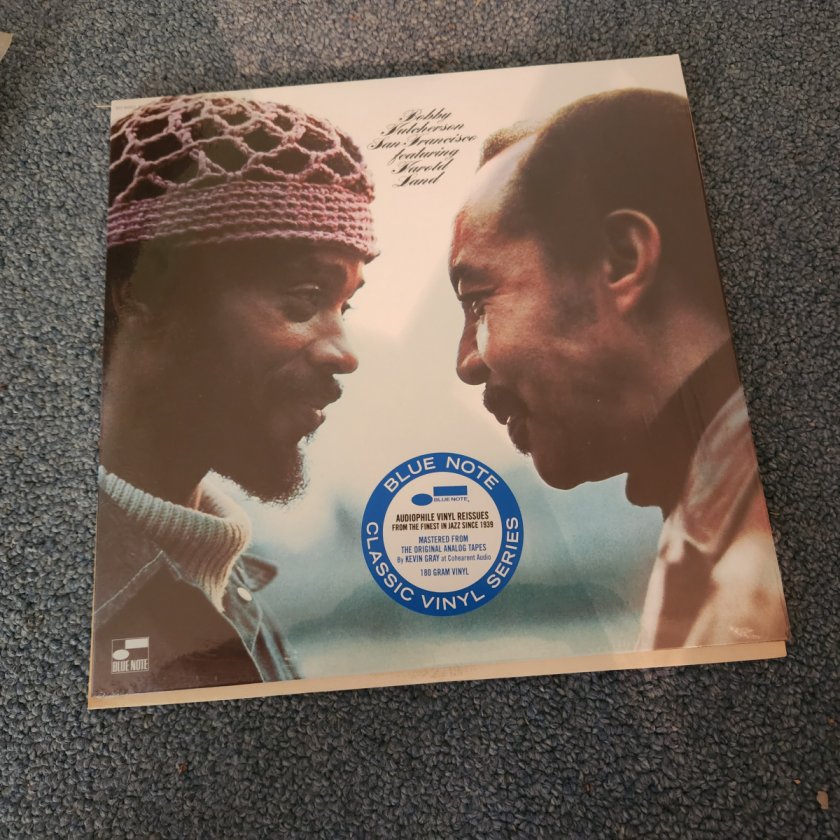 Bobby
Hutcherson
San Francisco
featuring
Harold
Land
BLUE NOTE
BLUE NOTE
AUDIOPHILE VINYL REISSUES
FROM THE FINEST IN JAZZ SINCE 1939
MASTERED FROM
THE ORIGINAL ANALOG TAPES
By KEVIN GRAY at Cohearent Audio
180 GRAM VINYL
CLASSIC VINYL SERIES
BLUE NOTE